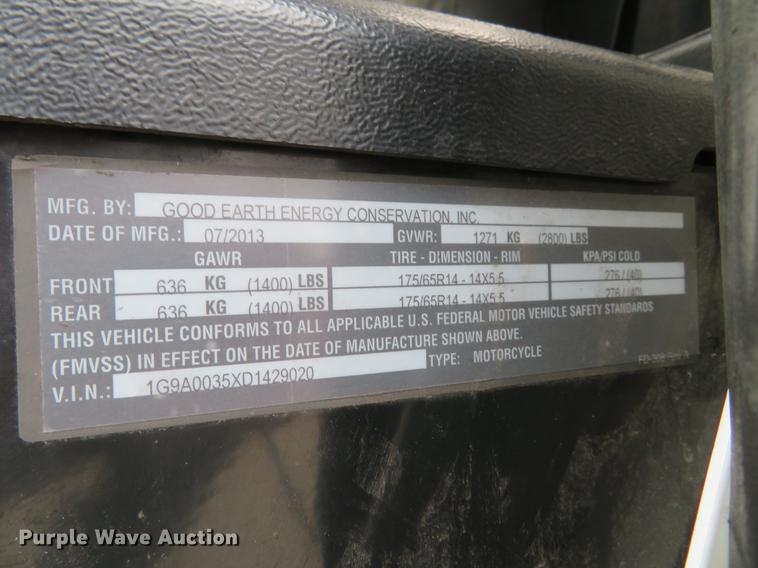 MFG. BY: GOOD EARTH ENERGY CONSERVATION, INC.
DATE OF MFG.: 07/2013 GVWR: 1271 KG (2800) LBS
GAWR TIRE - DIMENSION - RIM KPA/PSI COLD
FRONT 636 KG (1400) LBS 175/65R14 - 14X5.5 276 / (40)
REAR 636 KG (1400) LBS 175/65R14 - 14X5.5 276 / (40)
THIS VEHICLE CONFORMS TO ALL APPLICABLE U.S. FEDERAL MOTOR VEHICLE SAFETY STANDARDS
(FMVSS) IN EFFECT ON THE DATE OF MANUFACTURE SHOWN ABOVE.
V.I.N.: 1G9A0035XD1429020 TYPE: MOTORCYCLE
Purple Wave Auction